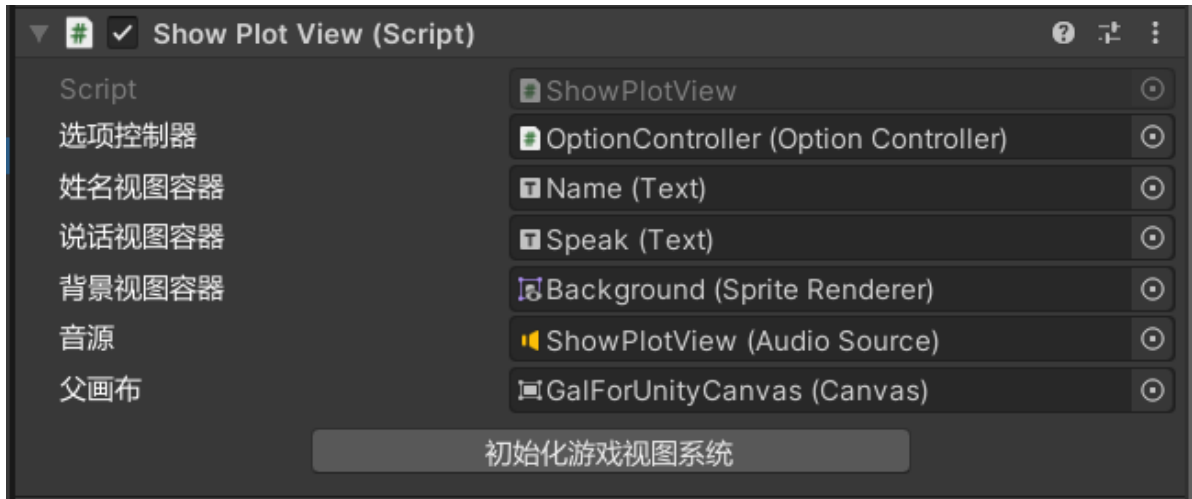 Show Plot View (Script)
Script ShowPlotView
选项控制器 OptionController (Option Controller)
姓名视图容器 Name (Text)
说话视图容器 Speak (Text)
背景视图容器 Background (Sprite Renderer)
音源 ShowPlotView (Audio Source)
父画布 GalForUnityCanvas (Canvas)
初始化游戏视图系统